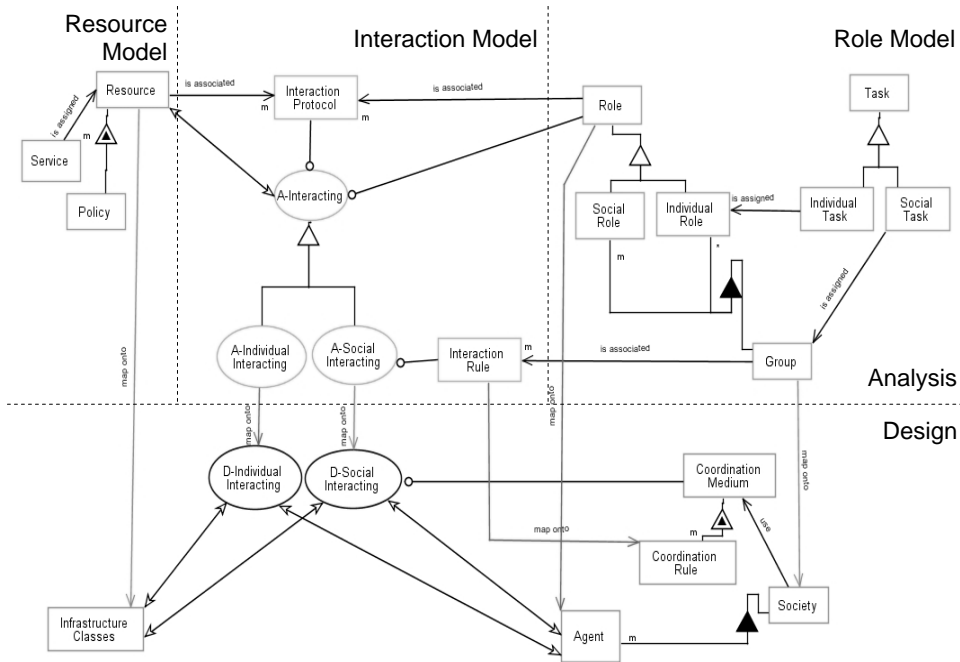 Resource
Model
Interaction Model
Role Model
Resource
is associated
m
Interaction
Protocol
m
is associated
Role
Task
is assigned
m
Service
Policy
A-Interacting
Social
Role
Individual
Role
is assigned
Individual
Task
Social
Task
m
*
is assigned
map onto
A-Individual
Interacting
A-Social
Interacting
Interaction
Rule
m
is associated
Group
Analysis
map onto
map onto
map onto
Design
map onto
D-Individual
Interacting
D-Social
Interacting
Coordination
Medium
use
map onto
m
Coordination
Rule
Infrastructure
Classes
Agent
m
Society